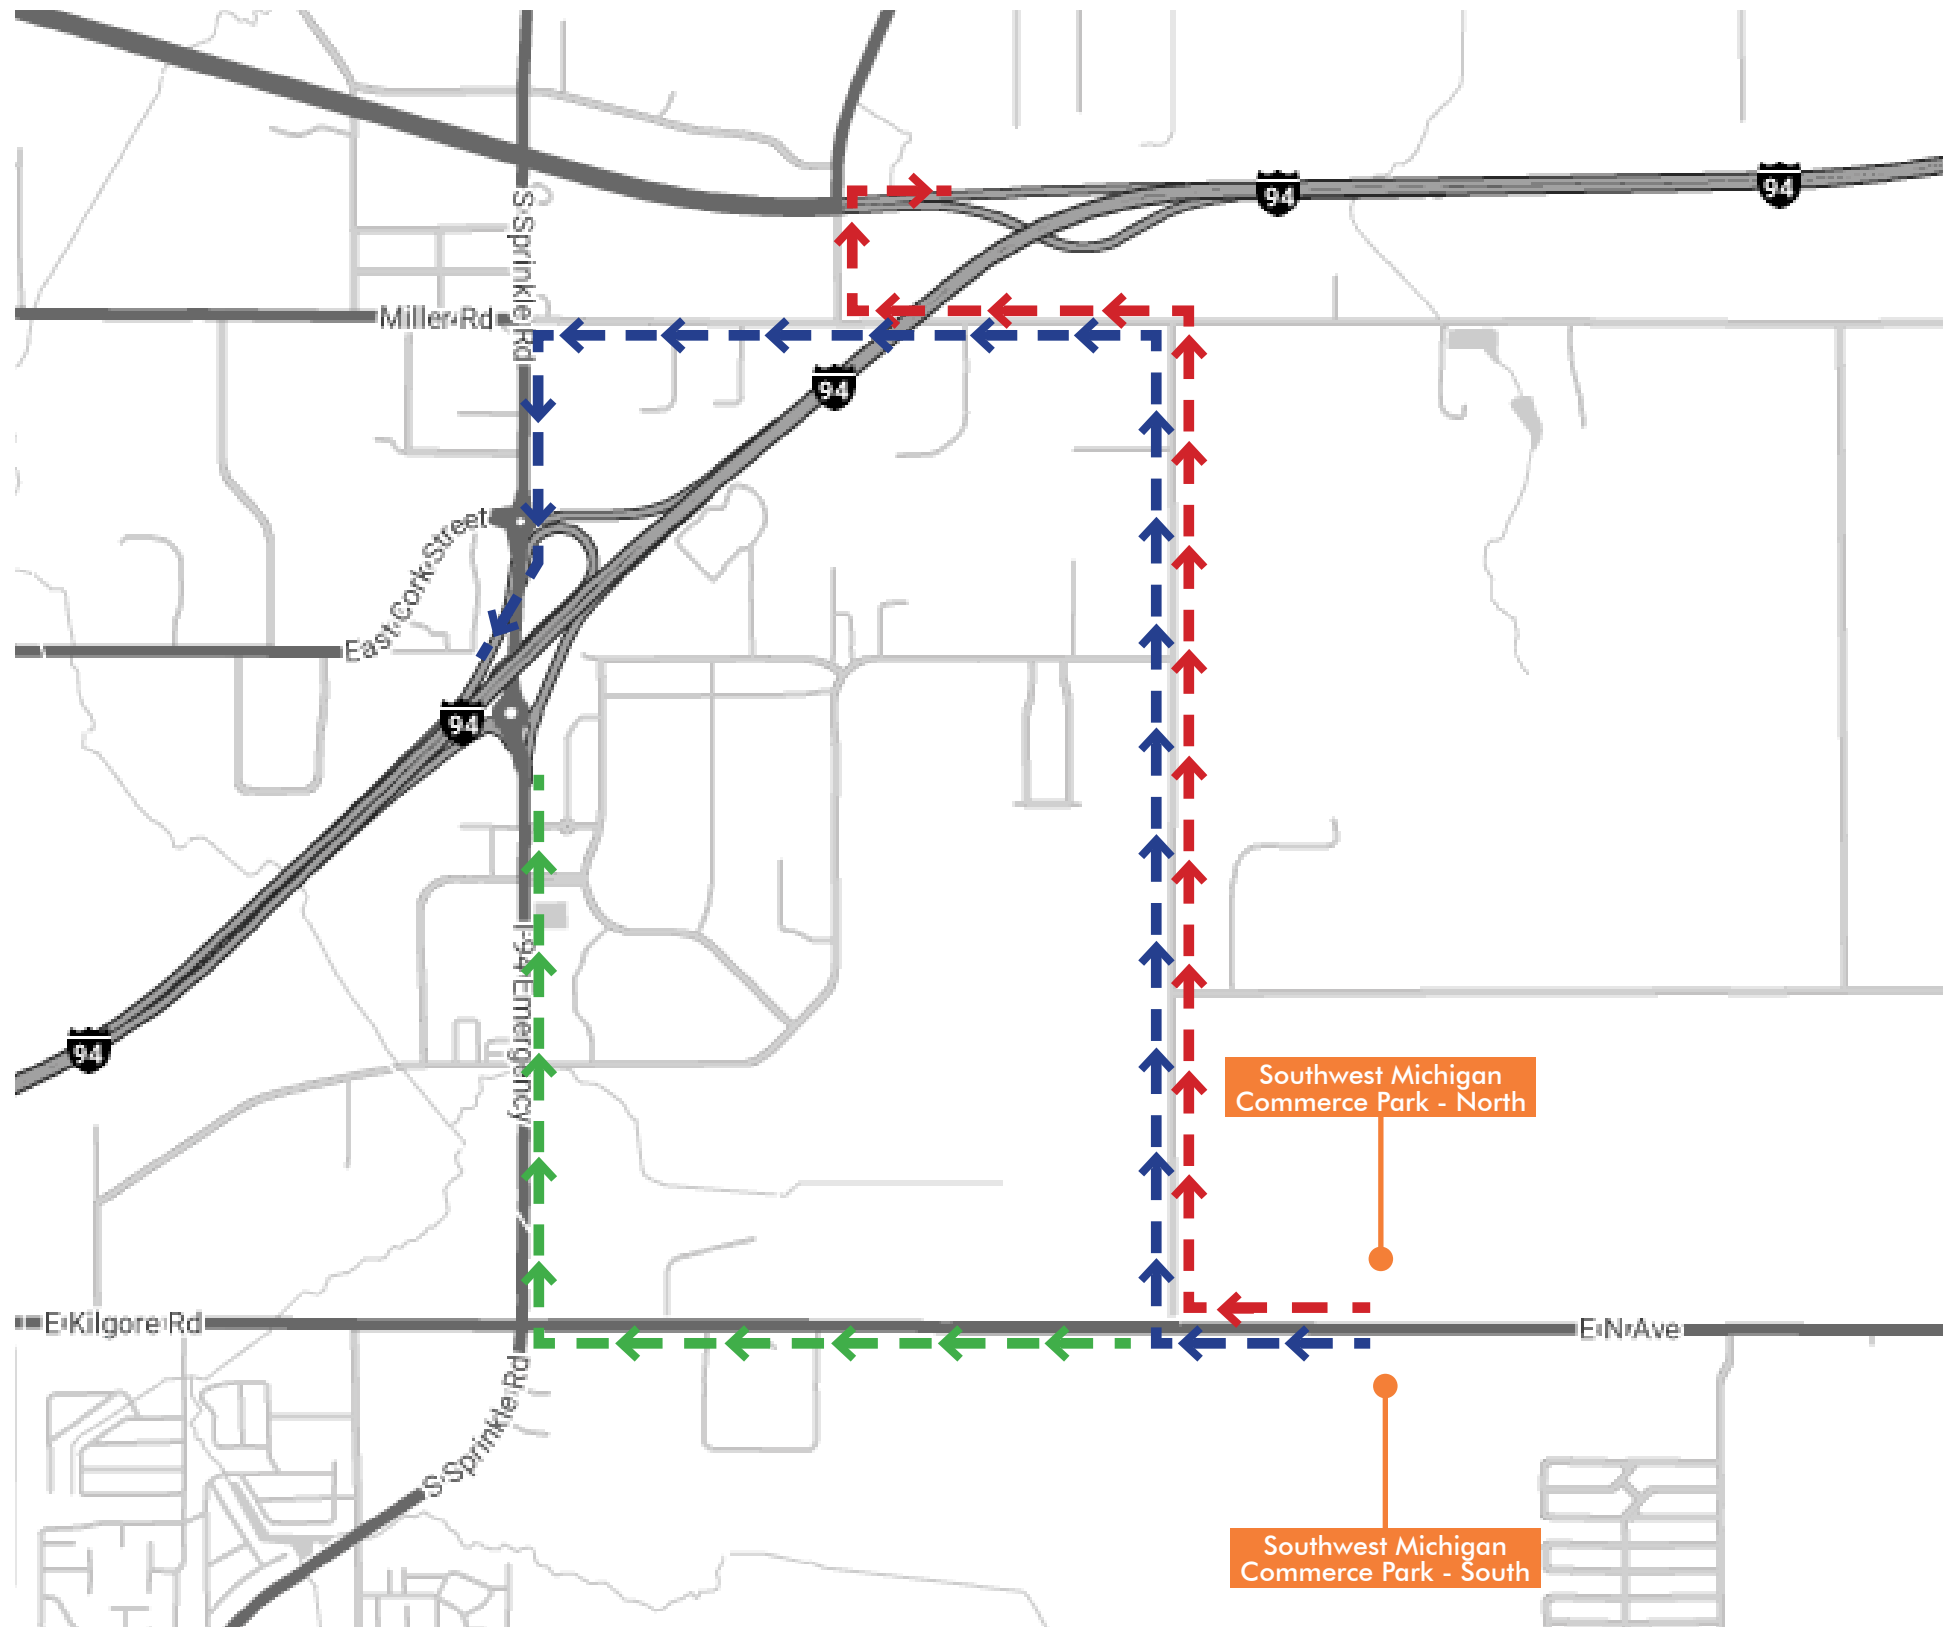 S Sprinkle Rd
94
94
Miller Rd
94
East Cork Street
94
I-94 Emergency
94
Southwest Michigan
Commerce Park - North
E Kilgore Rd
E N Ave
S Sprinkle Rd
Southwest Michigan
Commerce Park - South